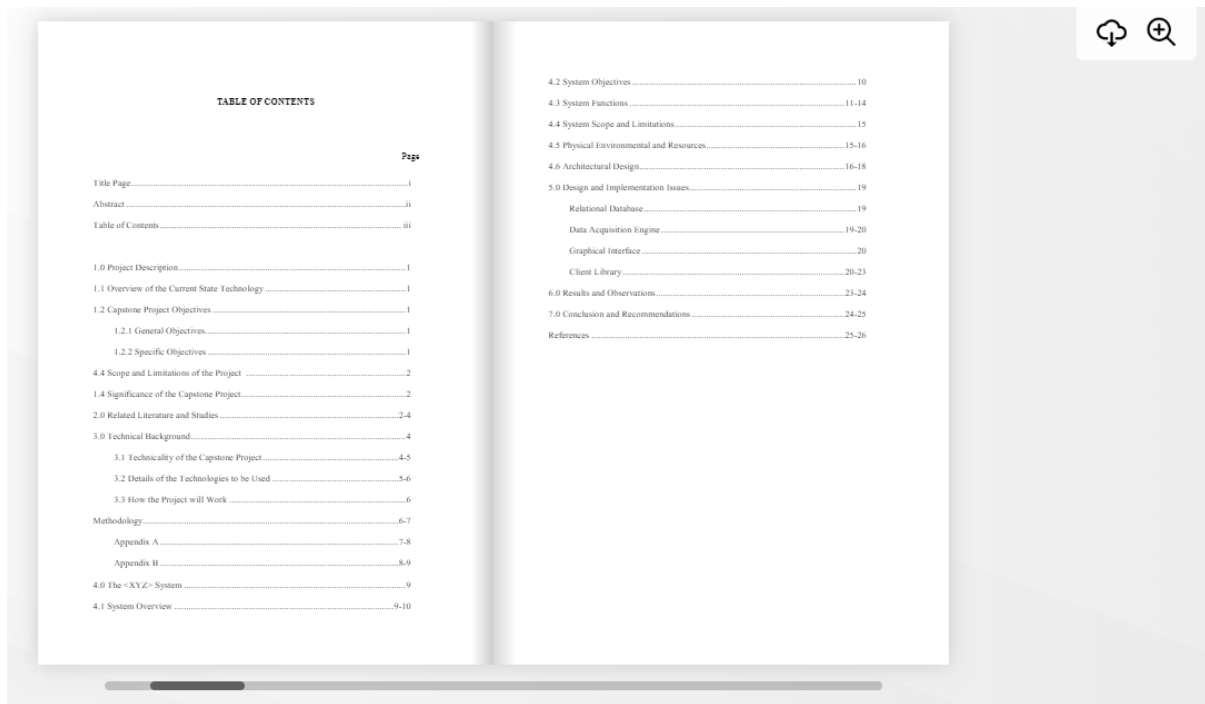 TABLE OF CONTENTS
Page
Title Page....................i
Abstract....................ii
Table of Contents....................iii
1.0 Project Description....................1
1.1 Overview of the Current State Technology....................1
1.2 Capstone Project Objectives....................1
1.2.1 General Objectives....................1
1.2.2 Specific Objectives....................1
4.4 Scope and Limitations of the Project ....................2
1.4 Significance of the Capstone Project....................2
2.0 Related Literature and Studies....................2-4
3.0 Technical Background....................4
3.1 Technicality of the Capstone Project....................4-5
3.2 Details of the Technologies to be Used....................5-6
3.3 How the Project will Work....................6
Methodology....................6-7
Appendix A....................7-8
Appendix B....................8-9
4.0 The <XYZ> System....................9
4.1 System Overview....................9-10
4.2 System Objectives....................10
4.3 System Functions....................11-14
4.4 System Scope and Limitations....................15
4.5 Physical Environmental and Resources....................15-16
4.6 Architectural Design....................16-18
5.0 Design and Implementation Issues....................19
Relational Database....................19
Data Acquisition Engine....................19-20
Graphical Interface....................20
Client Library....................20-23
6.0 Results and Observations....................23-24
7.0 Conclusion and Recommendations....................24-25
References....................25-26